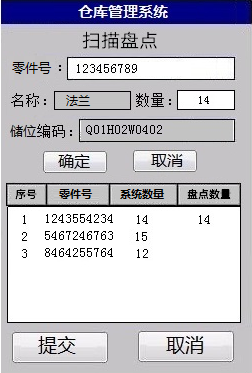 仓库管理系统
扫描盘点
零件号：123456789
名称：法兰 数量：14
储位编码：Q01H02W0402
确定 取消
序号 零件号 系统数量 盘点数量
1 1243554234 14 14
2 5467246763 15
3 8464255764 12
提交 取消